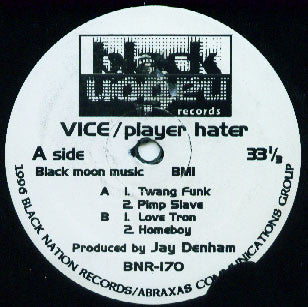 black
records
VICE/player hater
A side 33⅓
Black moon music BMI
A 1. Twang Funk
2. Pimp Slave
B 1. Love Tron
2. Homeboy
Produced by Jay Denham
BNR-170
1996 BLACK NATION RECORDS/ABRAXAS COMMUNICATIONS GROUP